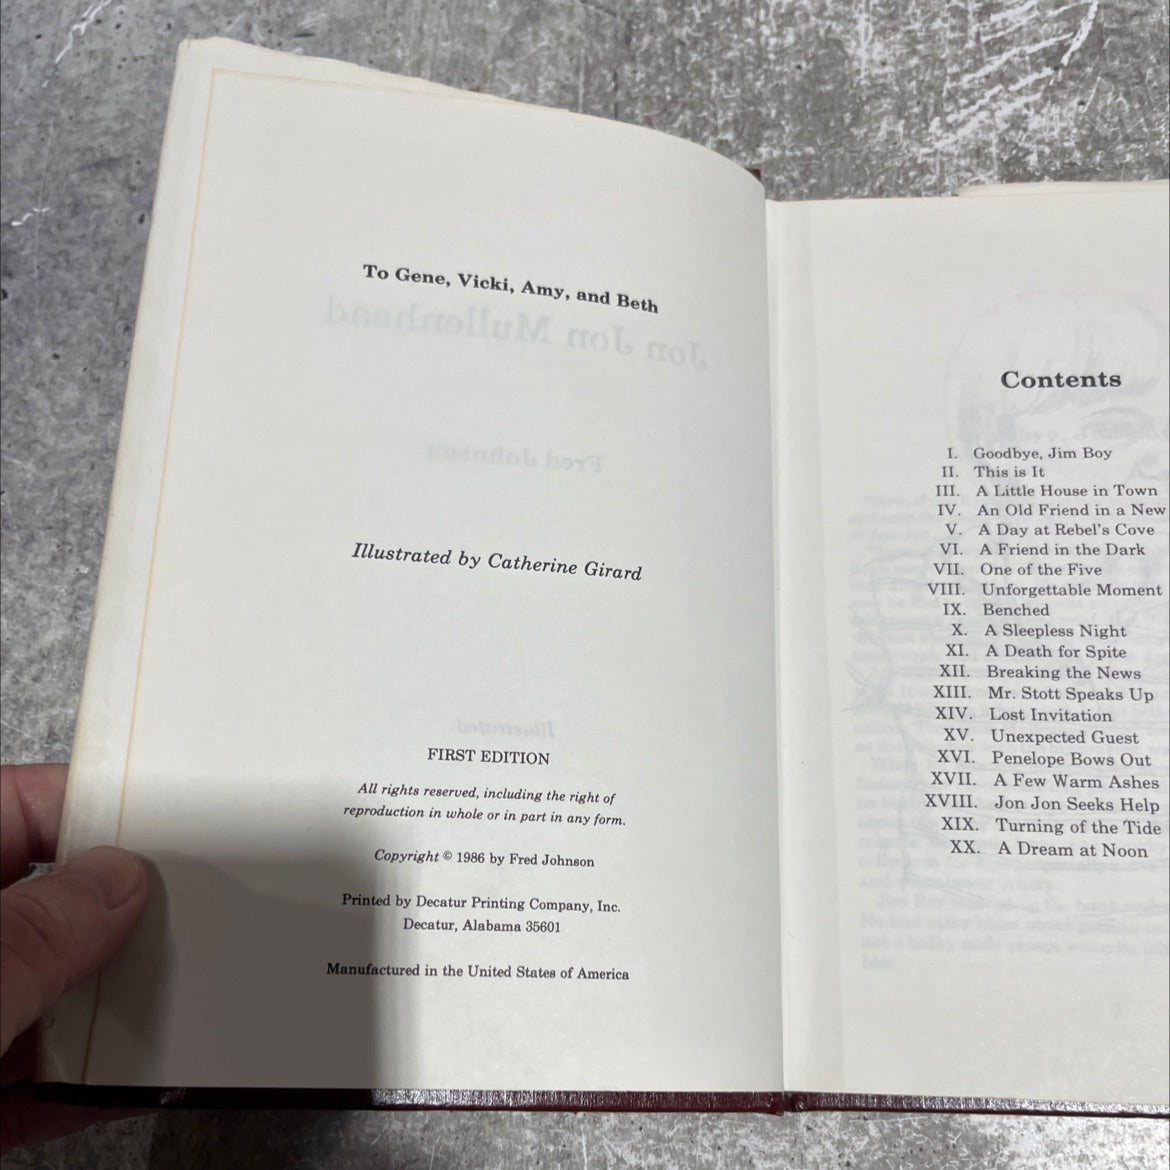 To Gene, Vicki, Amy, and Beth
Jon Jon Mullenhead
Fred Johnson
Illustrated by Catherine Girard
Illustrated
FIRST EDITION
All rights reserved, including the right of
reproduction in whole or in part in any form.
Copyright © 1986 by Fred Johnson
Printed by Decatur Printing Company, Inc.
Decatur, Alabama 35601
Manufactured in the United States of America
Contents
I. Goodbye, Jim Boy
II. This is It
III. A Little House in Town
IV. An Old Friend in a New
V. A Day at Rebel's Cove
VI. A Friend in the Dark
VII. One of the Five
VIII. Unforgettable Moment
IX. Benched
X. A Sleepless Night
XI. A Death for Spite
XII. Breaking the News
XIII. Mr. Stott Speaks Up
XIV. Lost Invitation
XV. Unexpected Guest
XVI. Penelope Bows Out
XVII. A Few Warm Ashes
XVIII. Jon Jon Seeks Help
XIX. Turning of the Tide
XX. A Dream at Noon